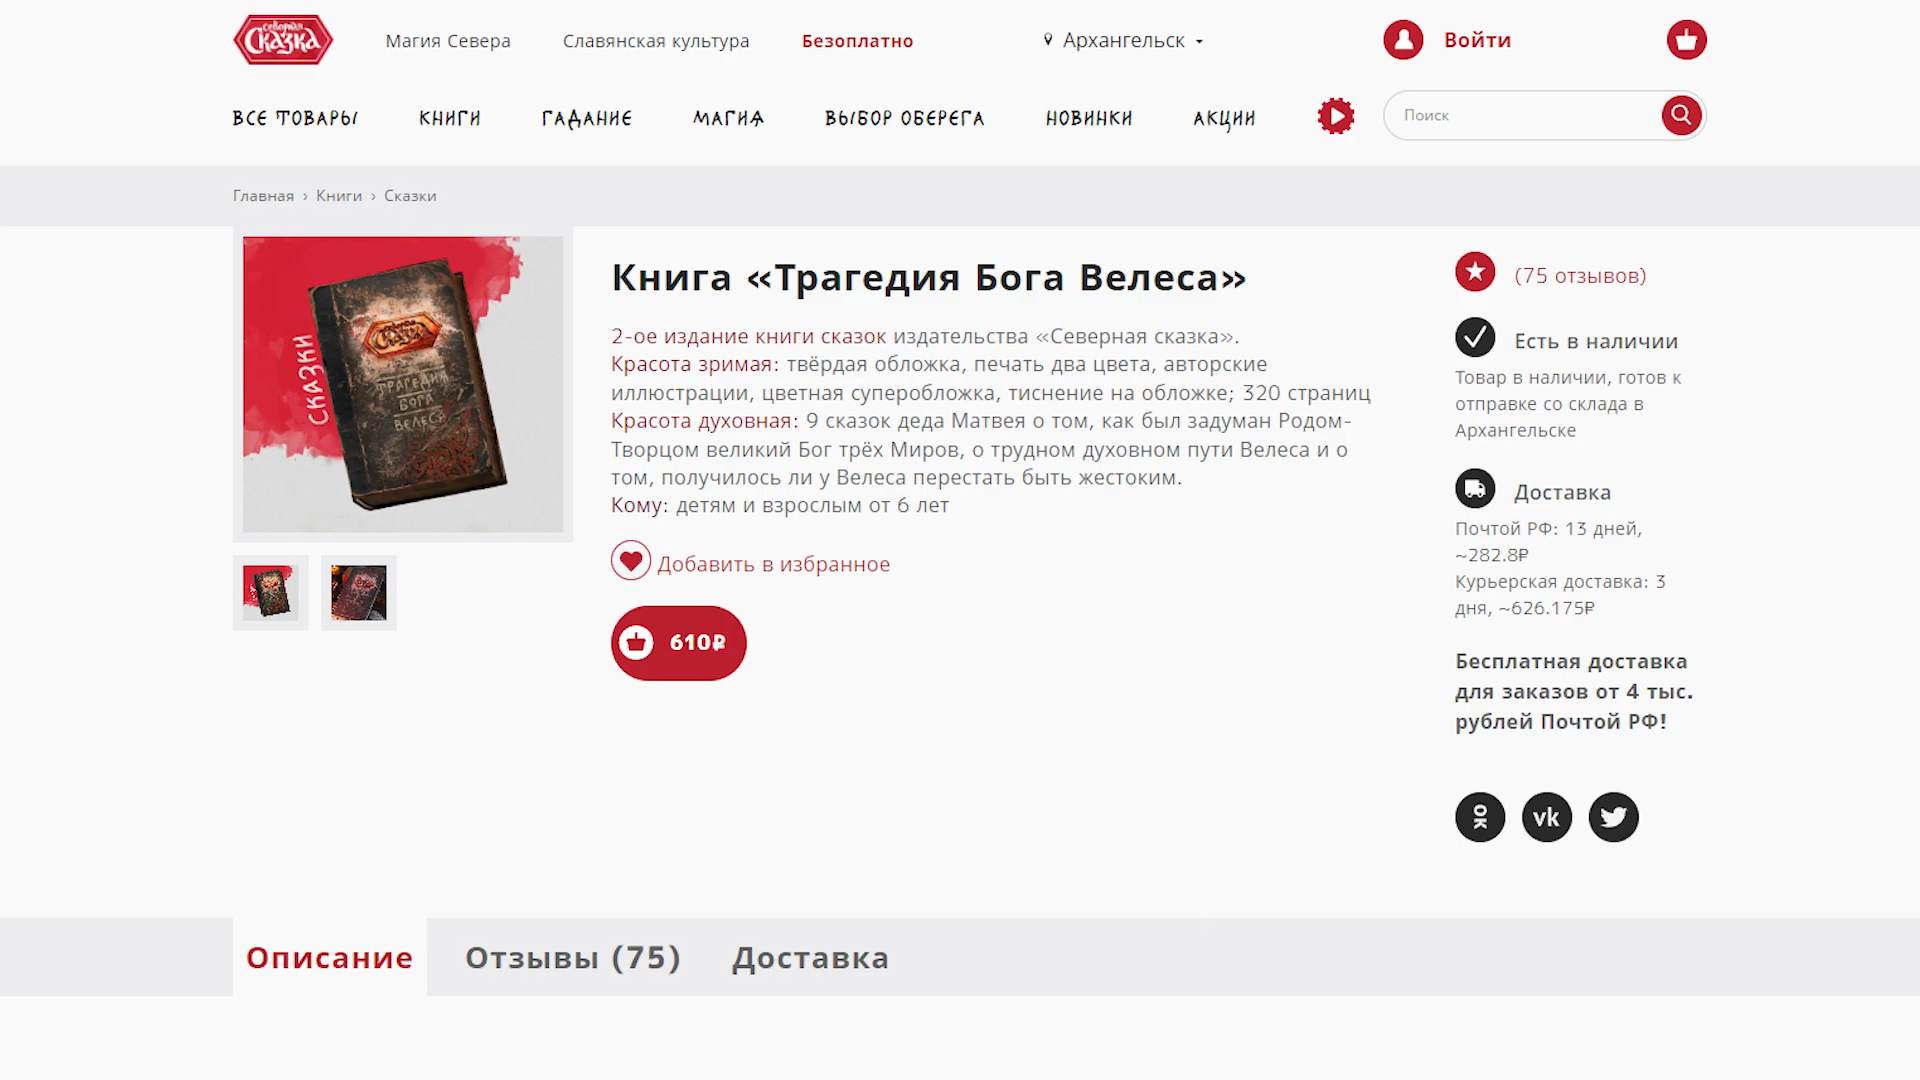 Северная Сказка
Магия Севера
Славянская культура
Безоплатно
Архангельск
Войти
ВСЕ ТОВАРЫ
КНИГИ
ГАДАНИЕ
МАГИЯ
ВЫБОР ОБЕРЕГА
НОВИНКИ
АКЦИИ
Поиск
Главная › Книги › Сказки
СКАЗКИ
Северная Сказка
ТРАГЕДИЯ
БОГА
ВЕЛЕСА
Книга «Трагедия Бога Велеса»
2-ое издание книги сказок издательства «Северная сказка».
Красота зримая: твёрдая обложка, печать два цвета, авторские
иллюстрации, цветная суперобложка, тиснение на обложке; 320 страниц
Красота духовная: 9 сказок деда Матвея о том, как был задуман Родом-
Творцом великий Бог трёх Миров, о трудном духовном пути Велеса и о
том, получилось ли у Велеса перестать быть жестоким.
Кому: детям и взрослым от 6 лет
Добавить в избранное
610₽
(75 отзывов)
Есть в наличии
Товар в наличии, готов к
отправке со склада в
Архангельске
Доставка
Почтой РФ: 13 дней,
~282.8₽
Курьерская доставка: 3
дня, ~626.175₽
Бесплатная доставка
для заказов от 4 тыс.
рублей Почтой РФ!
ОК
vk
Описание
Отзывы (75)
Доставка